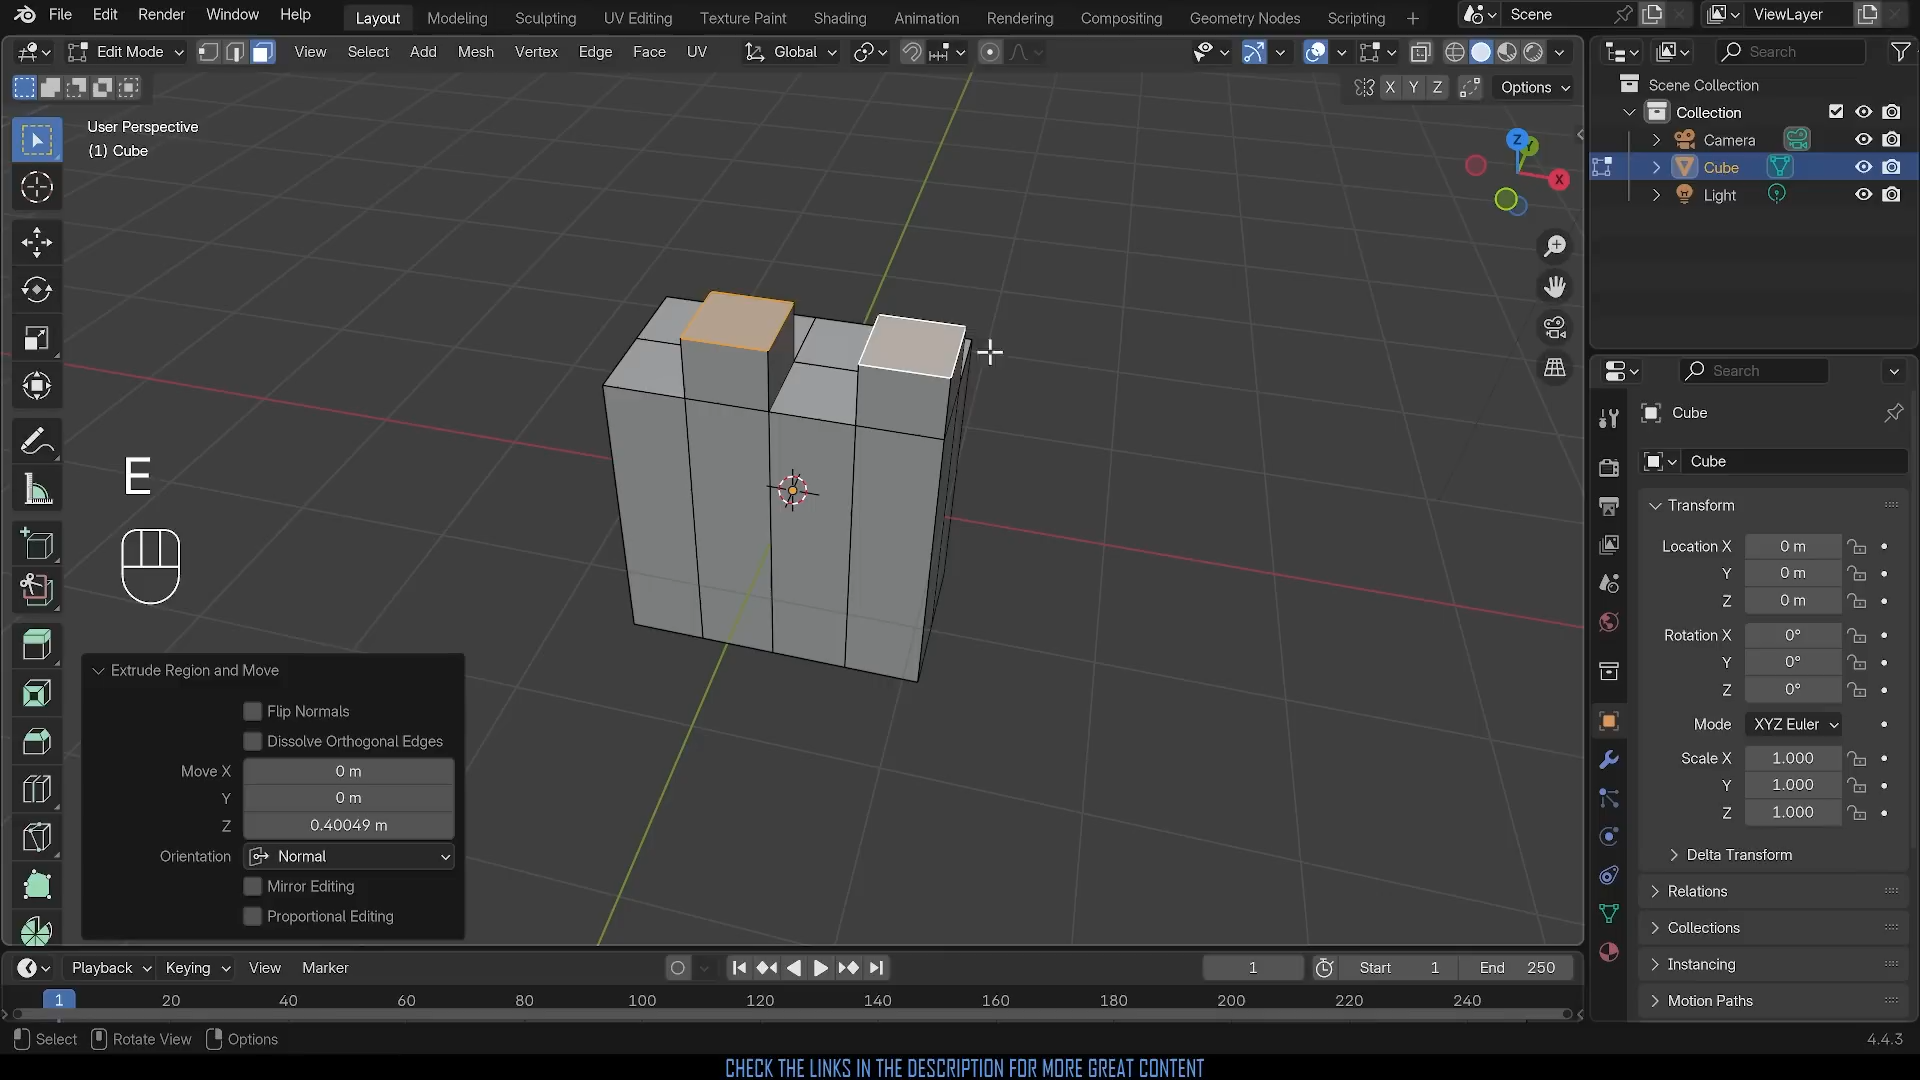 File Edit Render Window Help Layout Modeling Sculpting UV Editing Texture Paint Shading Animation Rendering Compositing Geometry Nodes Scripting + Scene ViewLayer
Edit Mode View Select Add Mesh Vertex Edge Face UV Global Search
X Y Z Options
User Perspective
(1) Cube
Z
Y
X
Scene Collection
Collection
Camera
Cube
Light
E
Search
Cube
Cube
Transform
Location X 0 m
Y 0 m
Z 0 m
Rotation X 0°
Y 0°
Z 0°
Mode XYZ Euler
Scale X 1.000
Y 1.000
Z 1.000
Delta Transform
Relations
Collections
Instancing
Motion Paths
Extrude Region and Move
Flip Normals
Dissolve Orthogonal Edges
Move X 0 m
Y 0 m
Z 0.40049 m
Orientation Normal
Mirror Editing
Proportional Editing
Playback Keying View Marker 1 Start 1 End 250
1 20 40 60 80 100 120 140 160 180 200 220 240
Select Rotate View Options 4.4.3
CHECK THE LINKS IN THE DESCRIPTION FOR MORE GREAT CONTENT